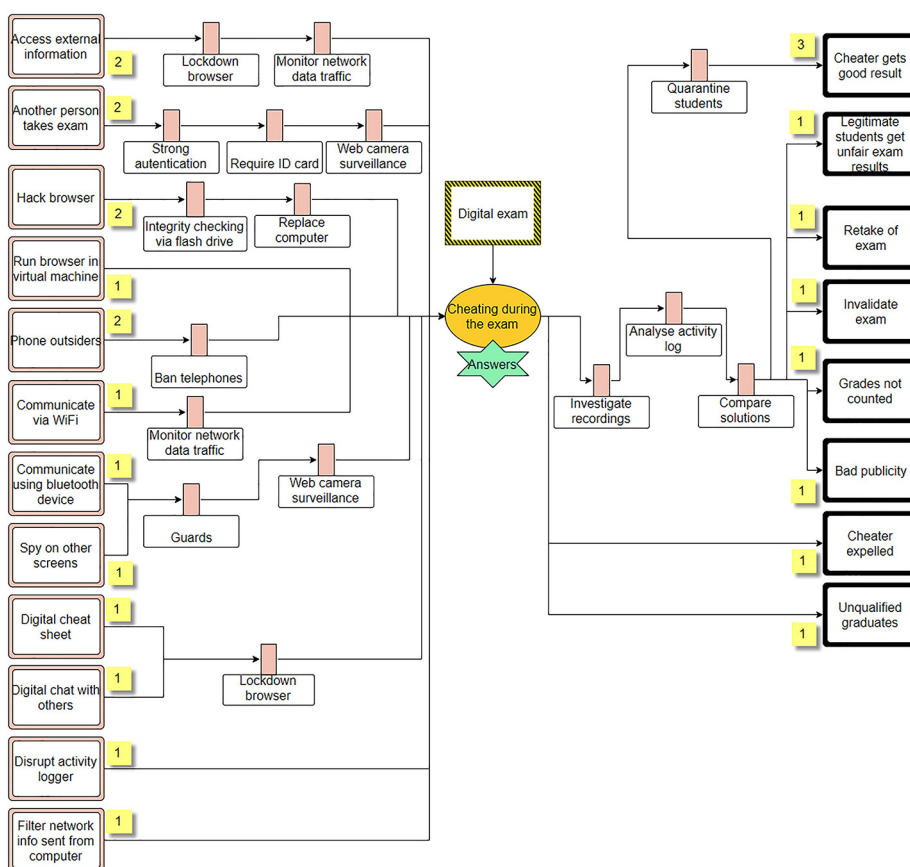 Access external
information
2
Lockdown
browser
Monitor network
data traffic
Another person
takes exam
2
Strong
autentication
Require ID card
Web camera
surveillance
Hack browser
2
Integrity checking
via flash drive
Replace
computer
Run browser in
virtual machine
1
Phone outsiders
2
Ban telephones
Communicate
via WiFi
1
Monitor network
data traffic
Communicate
using bluetooth
device
1
Guards
Web camera
surveillance
Spy on other
screens
1
Digital cheat
sheet
1
Lockdown
browser
Digital chat with
others
1
Disrupt activity
logger
1
Filter network
info sent from
computer
1
Digital exam
Cheating during
the exam
Answers
Investigate
recordings
Analyse activity
log
Compare
solutions
Quarantine
students
3
Cheater gets
good result
1
Legitimate
students get
unfair exam
results
1
Retake of
exam
1
Invalidate
exam
1
Grades not
counted
1
Bad publicity
1
Cheater
expelled
1
Unqualified
graduates